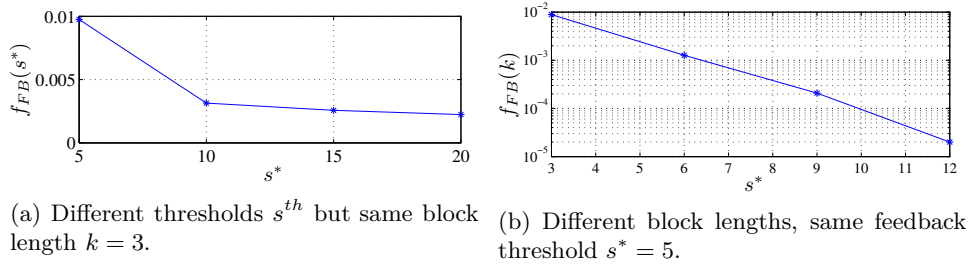 0.01
0.005
0
f_{FB}(s*)
5
10
15
20
s*
(a) Different thresholds s^{th} but same block
length k = 3.
10^{-2}
10^{-3}
10^{-4}
10^{-5}
f_{FB}(k)
3
4
5
6
7
8
9
10
11
12
s*
(b) Different block lengths, same feedback
threshold s* = 5.